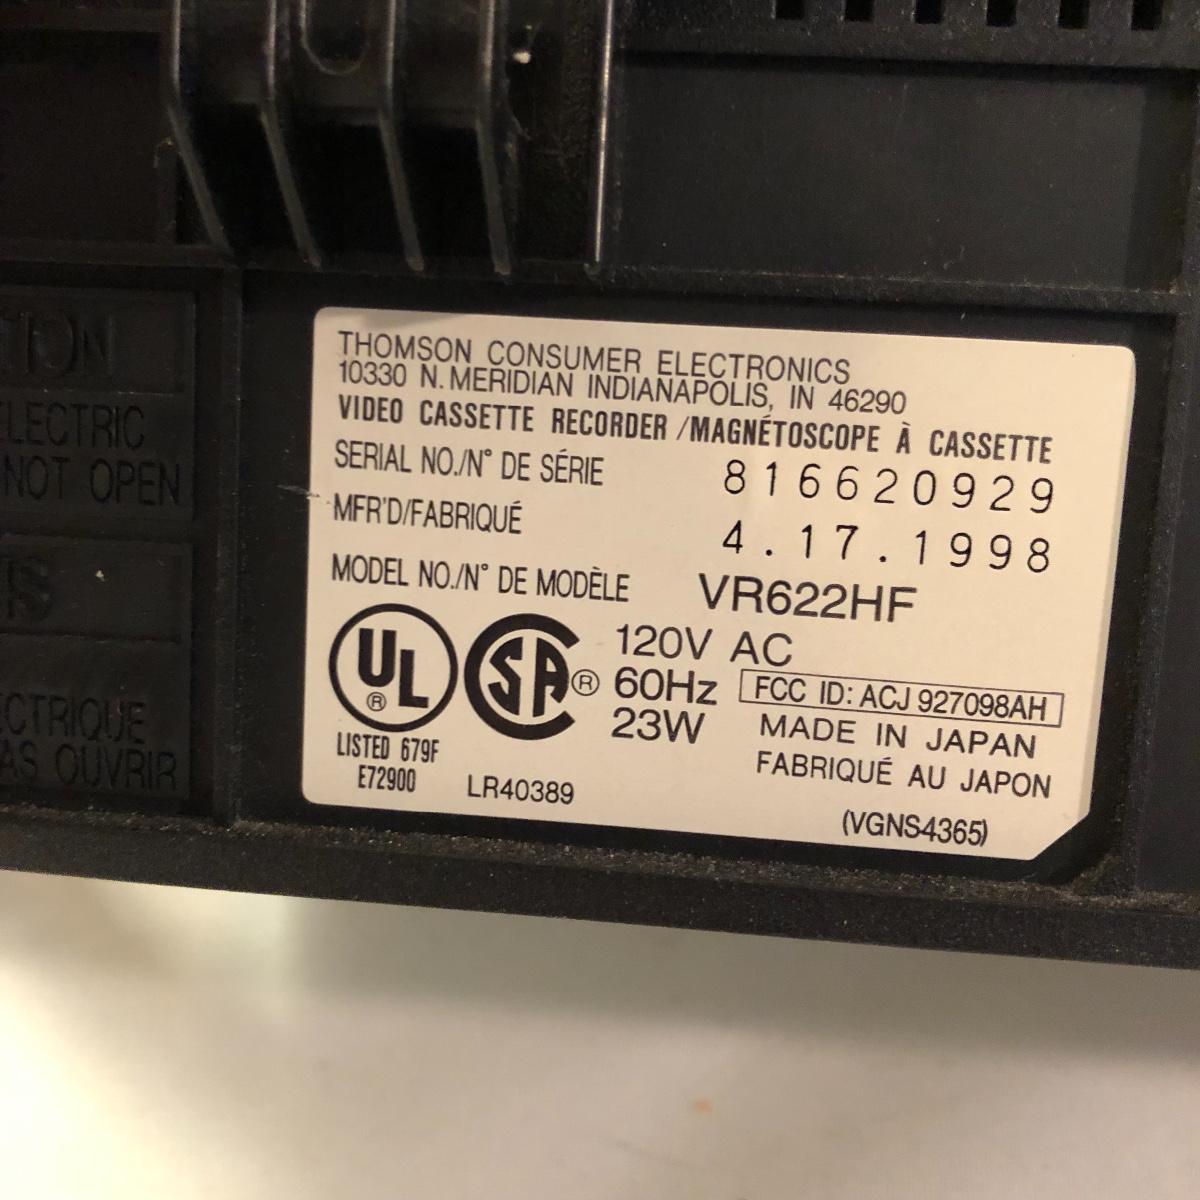 TION
ELECTRIC
NOT OPEN
IS
ECTRIQUE
AS OUVRIR
THOMSON CONSUMER ELECTRONICS
10330 N. MERIDIAN INDIANAPOLIS, IN 46290
VIDEO CASSETTE RECORDER /MAGNÉTOSCOPE À CASSETTE
SERIAL NO./N° DE SÉRIE 816620929
MFR'D/FABRIQUÉ 4.17.1998
MODEL NO./N° DE MODÈLE VR622HF
UL ®
LISTED 679F
E72900
SA ®
LR40389
120V AC
60Hz
23W
FCC ID: ACJ 927098AH
MADE IN JAPAN
FABRIQUÉ AU JAPON
(VGNS4365)